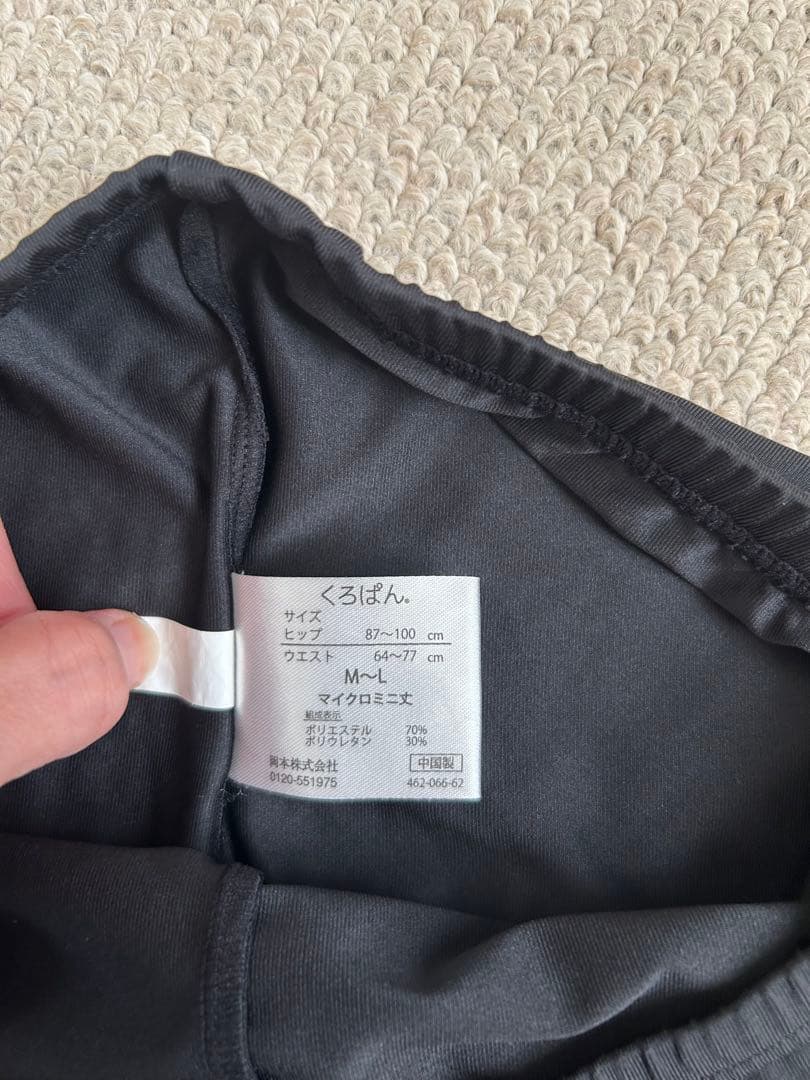 くろぱん®
サイズ
ヒップ 87～100 cm
ウエスト 64～77 cm
M～L
マイクロミニ丈
組成表示
ポリエステル 70%
ポリウレタン 30%
岡本株式会社 中国製
0120-551975 462-066-62